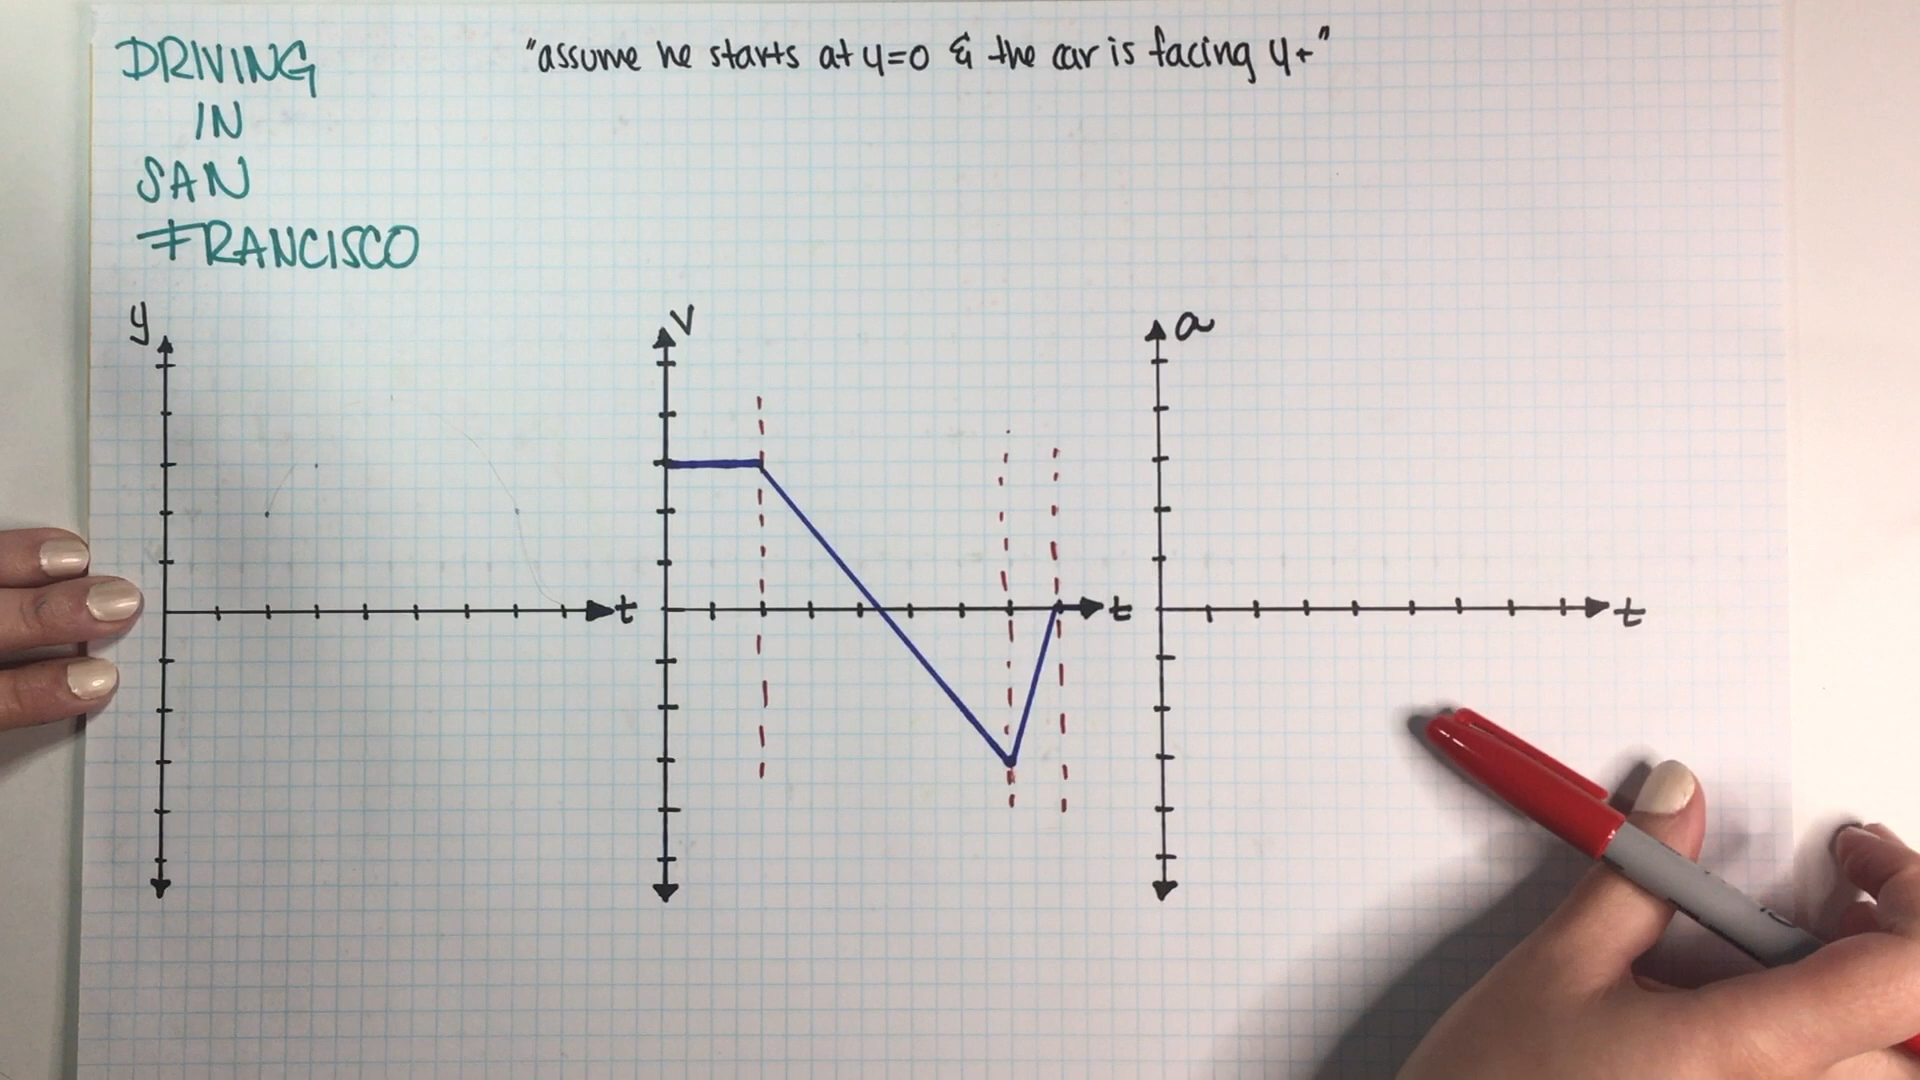 DRIVING
IN
SAN
FRANCISCO
"assume he starts at y=0 & the car is facing y+"
y
t
v
t
a
t